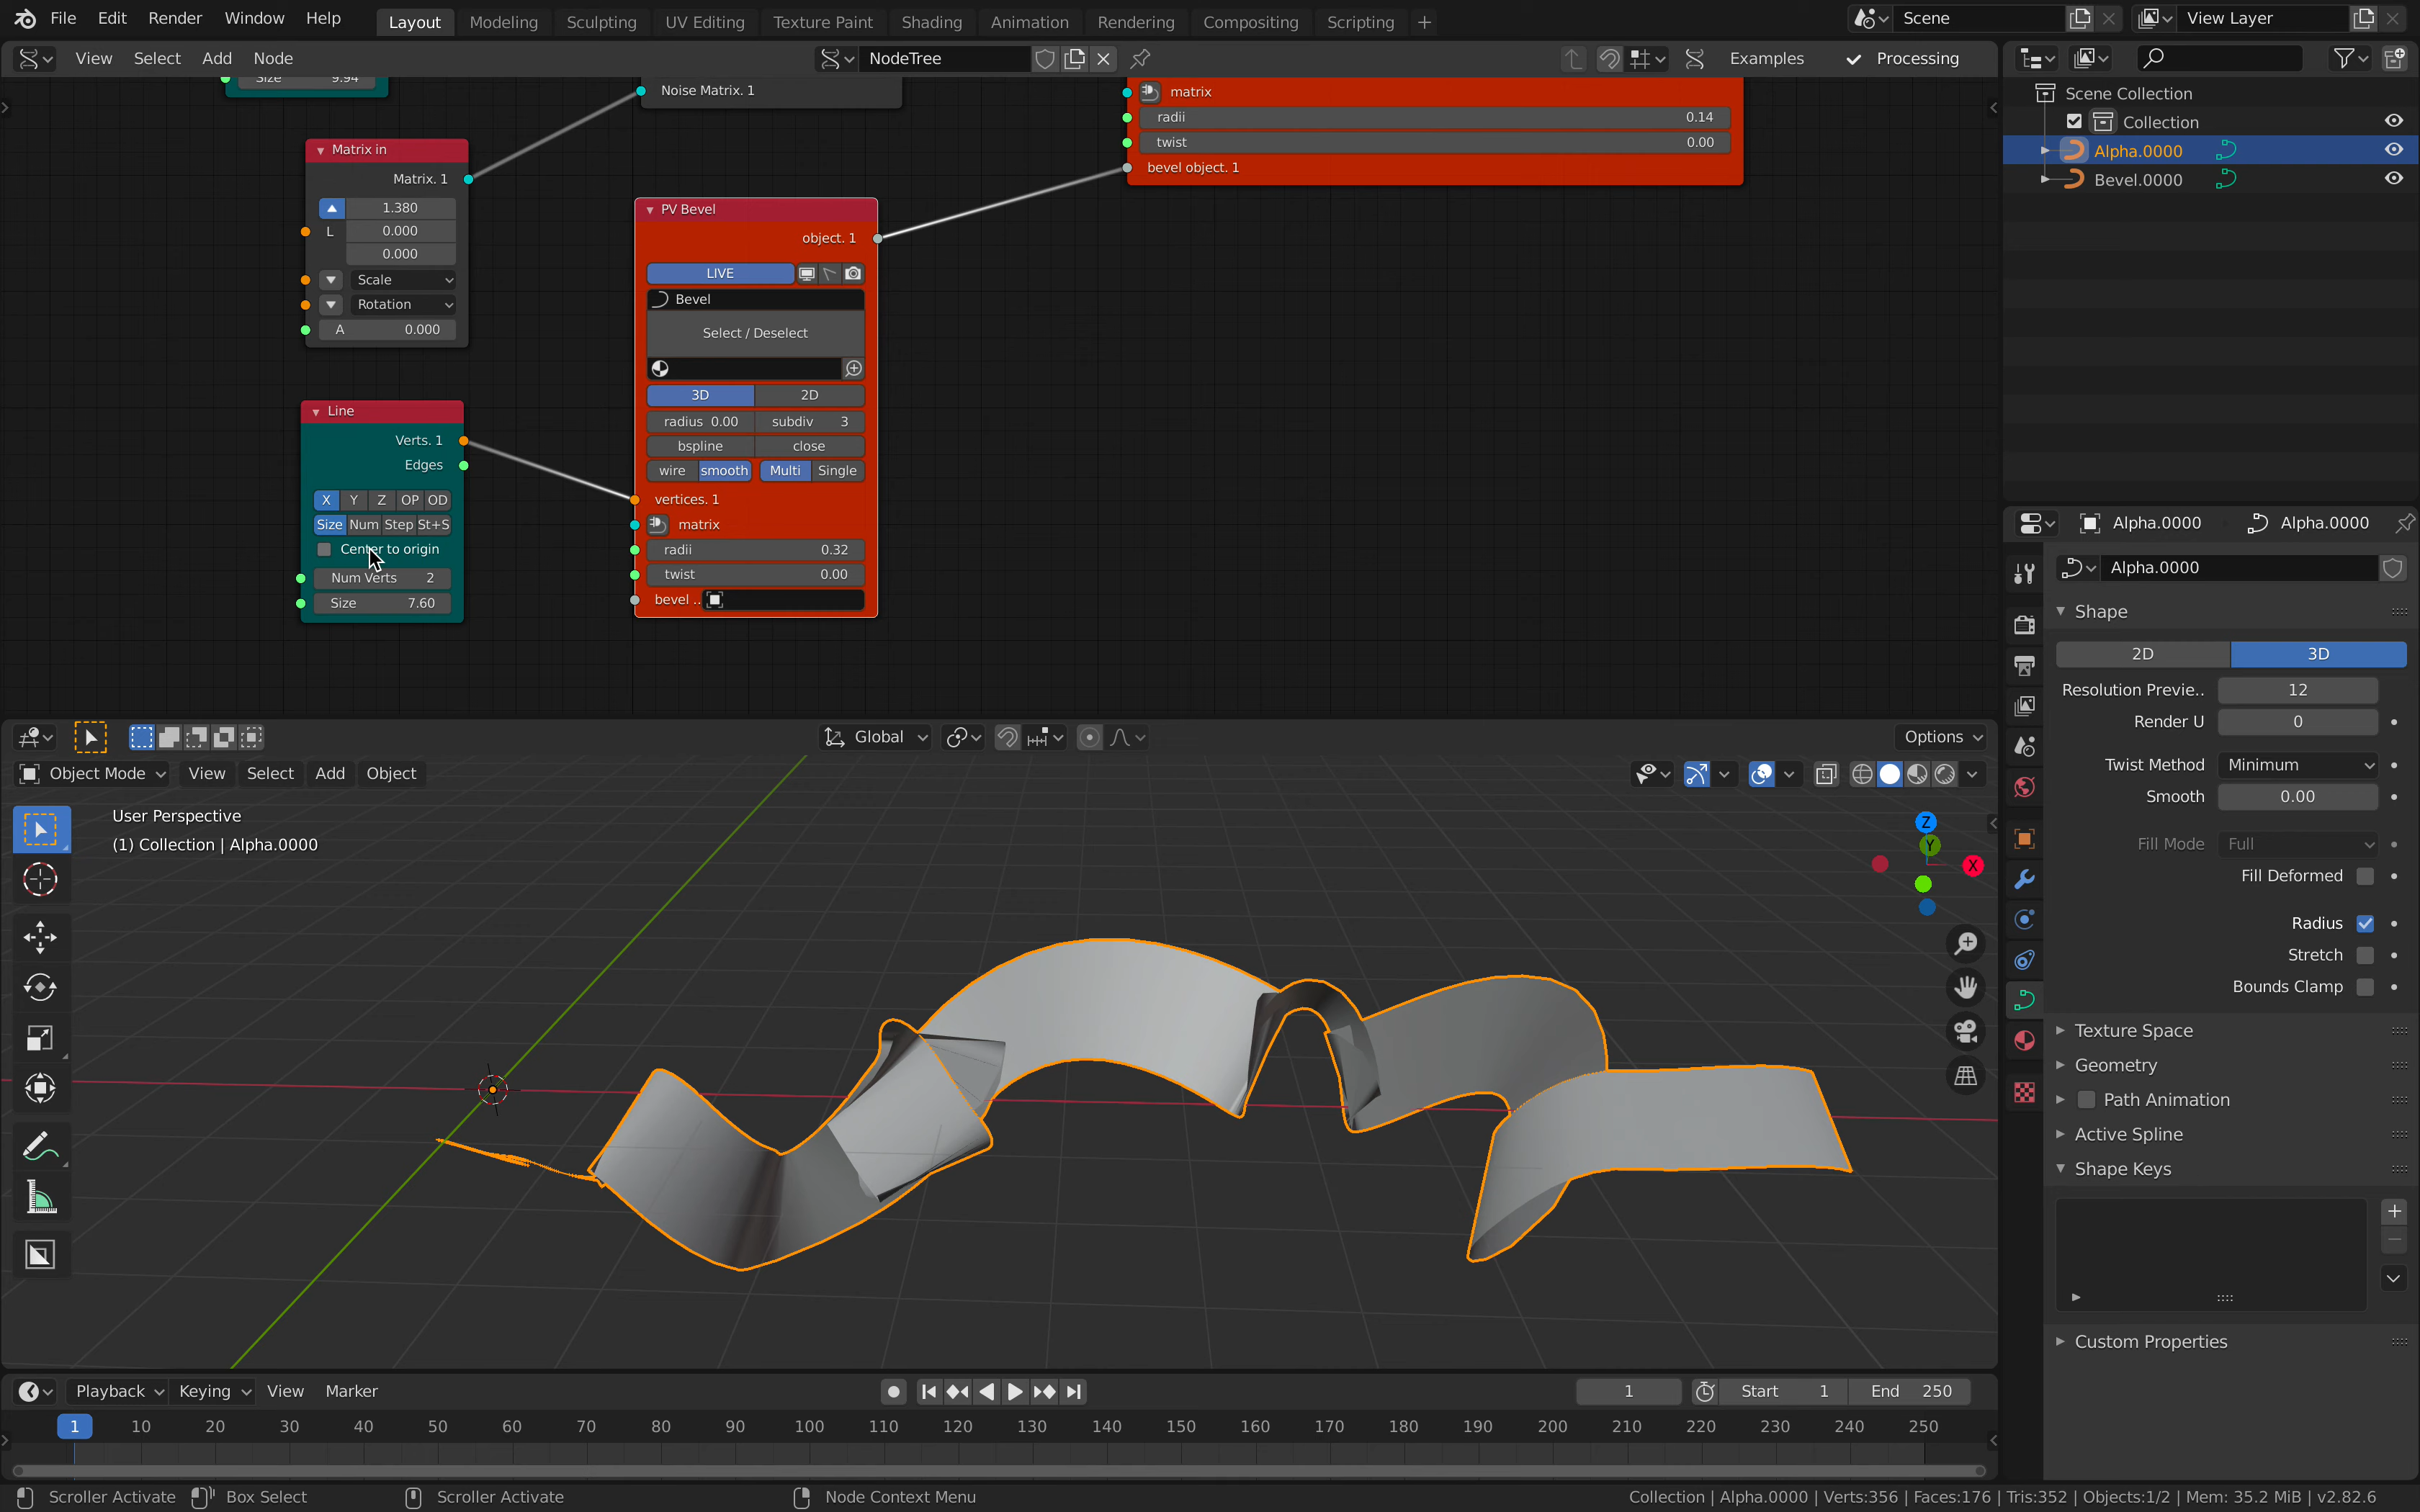 File Edit Render Window Help Layout Modeling Sculpting UV Editing Texture Paint Shading Animation Rendering Compositing Scripting + Scene View Layer
View Select Add Node NodeTree Examples Processing
Size 9.94
Noise Matrix. 1
matrix
radii 0.14
twist 0.00
bevel object. 1
Matrix in
Matrix. 1
1.380
L 0.000
0.000
Scale
Rotation
A 0.000
PV Bevel
object. 1
LIVE
Bevel
Select / Deselect
3D 2D
radius 0.00 subdiv 3
bspline close
wire smooth Multi Single
vertices. 1
matrix
radii 0.32
twist 0.00
bevel ..
Line
Verts. 1
Edges
X Y Z OP OD
Size Num Step St+S
Center to origin
Num Verts 2
Size 7.60
Scene Collection
Collection
Alpha.0000
Bevel.0000
Alpha.0000 Alpha.0000
Alpha.0000
Shape
2D 3D
Resolution Previe.. 12
Render U 0
Twist Method Minimum
Smooth 0.00
Fill Mode Full
Fill Deformed
Radius
Stretch
Bounds Clamp
Texture Space
Geometry
Path Animation
Active Spline
Shape Keys
Custom Properties
Global Options
Object Mode View Select Add Object
User Perspective
(1) Collection | Alpha.0000
Z
Y
X
Playback Keying View Marker 1 Start 1 End 250
1 10 20 30 40 50 60 70 80 90 100 110 120 130 140 150 160 170 180 190 200 210 220 230 240 250
Scroller Activate Box Select Scroller Activate Node Context Menu Collection | Alpha.0000 | Verts:356 | Faces:176 | Tris:352 | Objects:1/2 | Mem: 35.2 MiB | v2.82.6